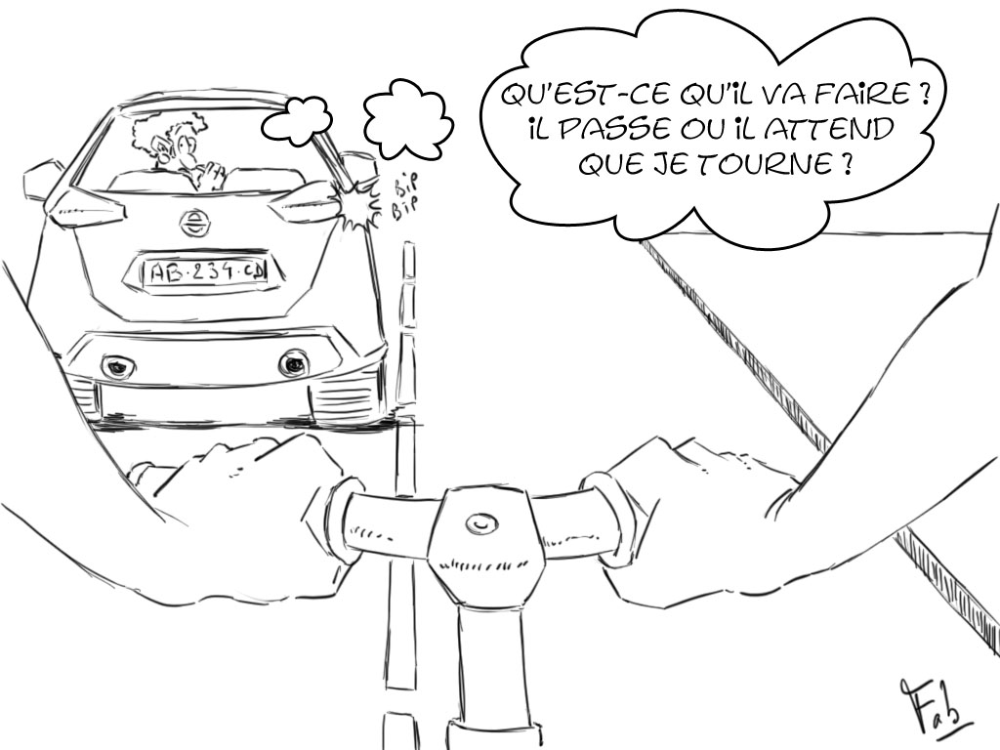 QU'EST-CE QU'IL VA FAIRE ?
IL PASSE OU IL ATTEND
QUE JE TOURNE ?
BIP
BIP
AB-234-CD
Fab